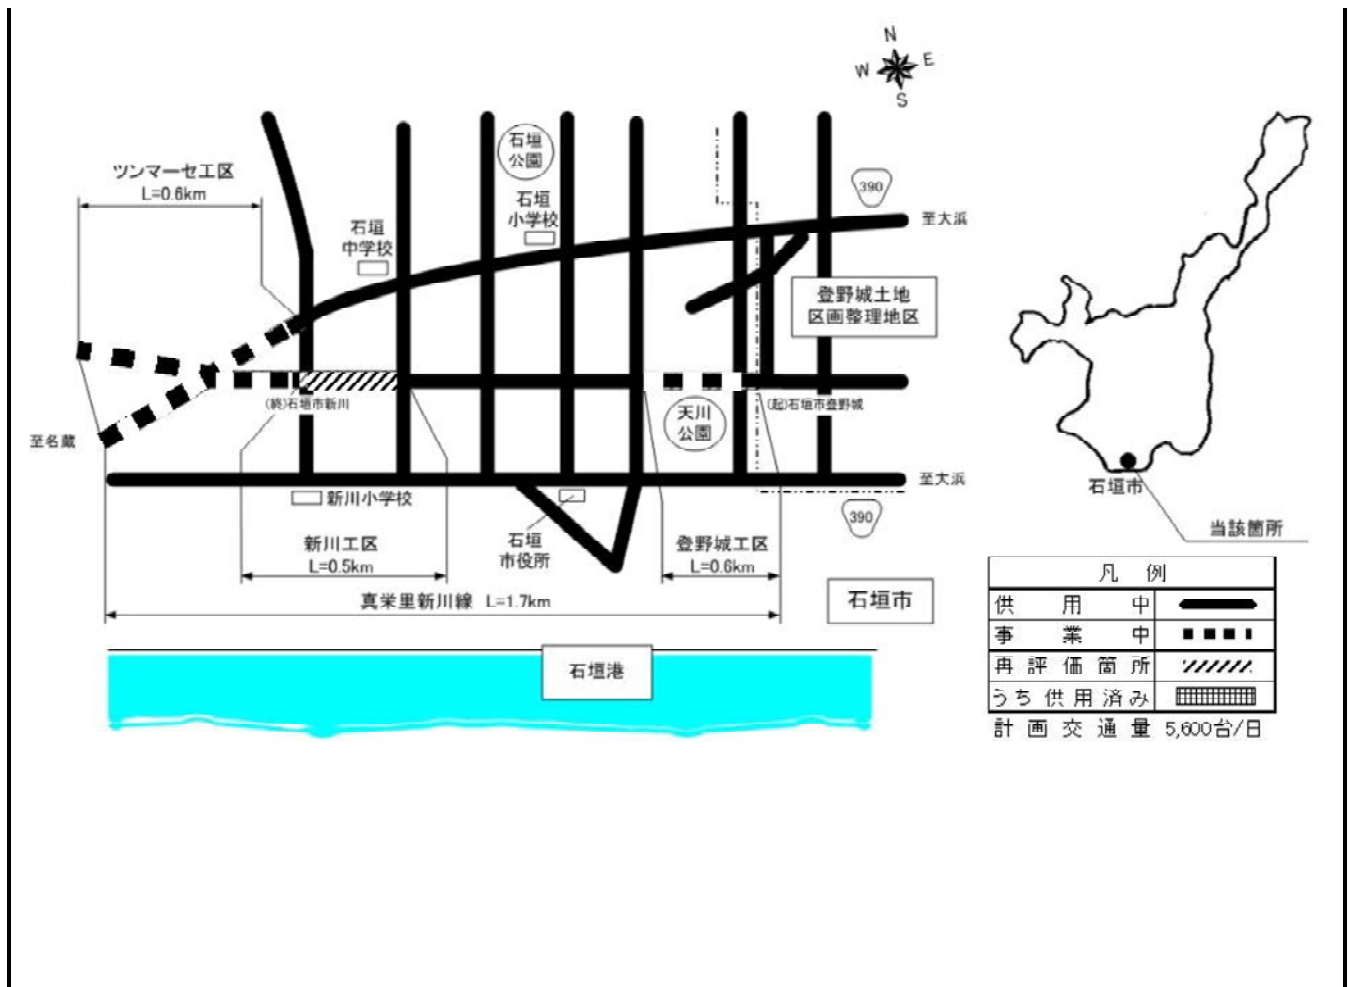 N
W
E
S
ツンマーセ工区
L=0.6km
石垣
公園
石垣
小学校
石垣
中学校
390
至大浜
登野城土地
区画整理地区
(終)石垣市新川
(起)石垣市登野城
天川
公園
至名蔵
至大浜
新川小学校
390
石垣
市役所
新川工区
L=0.5km
登野城工区
L=0.6km
真栄里新川線 L=1.7km
石垣市
石垣港
石垣市
当該箇所
凡例
供用中
事業中
再評価箇所
うち供用済み
計画交通量 5,600台/日